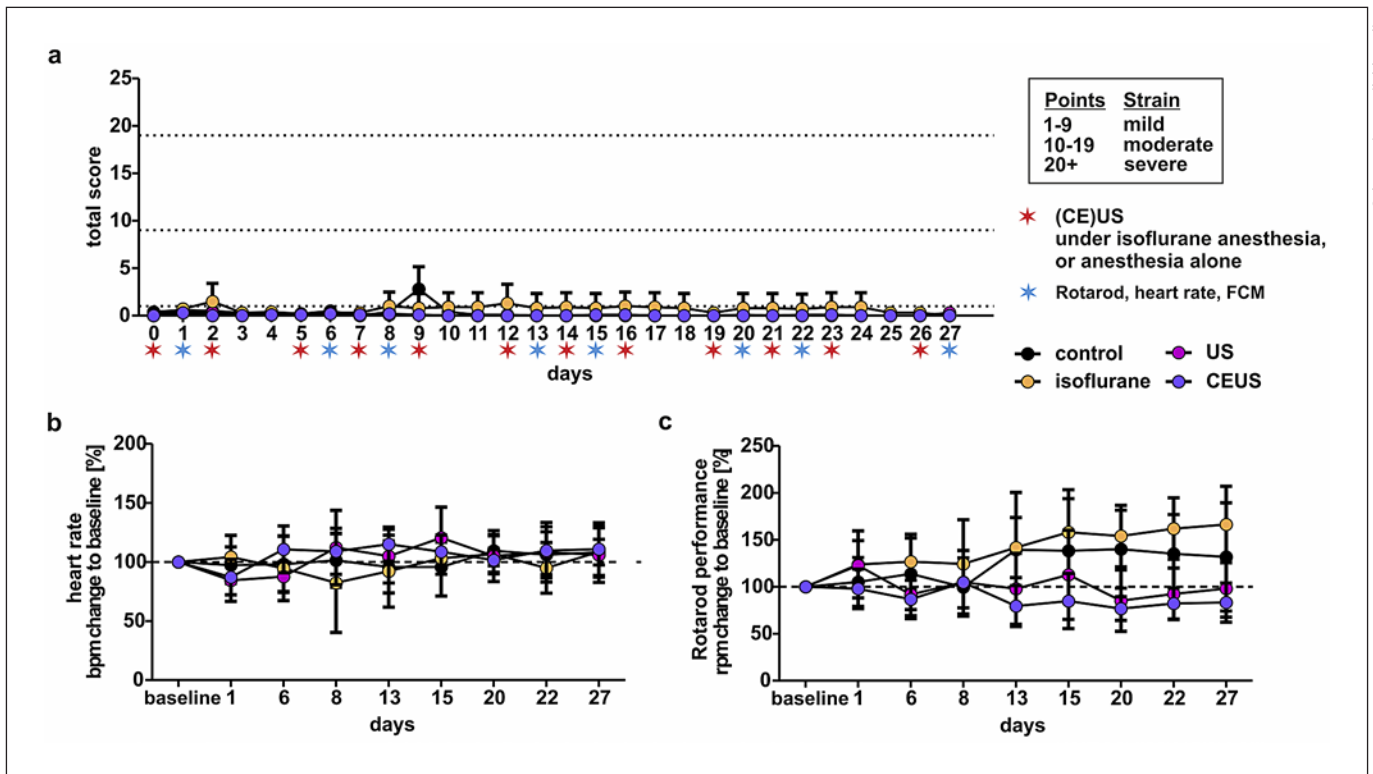 a
25
20
15
10
5
0
total score
0 1 2 3 4 5 6 7 8 9 10 11 12 13 14 15 16 17 18 19 20 21 22 23 24 25 26 27
days
Points Strain
1-9 mild
10-19 moderate
20+ severe
(CE)US
under isoflurane anesthesia,
or anesthesia alone
Rotarod, heart rate, FCM
control US
isoflurane CEUS
b
200
150
100
50
0
heart rate
bpm change to baseline [%]
baseline 1 6 8 13 15 20 22 27
days
c
250
200
150
100
50
0
Rotarod performance
rpm change to baseline [%]
baseline 1 6 8 13 15 20 22 27
days